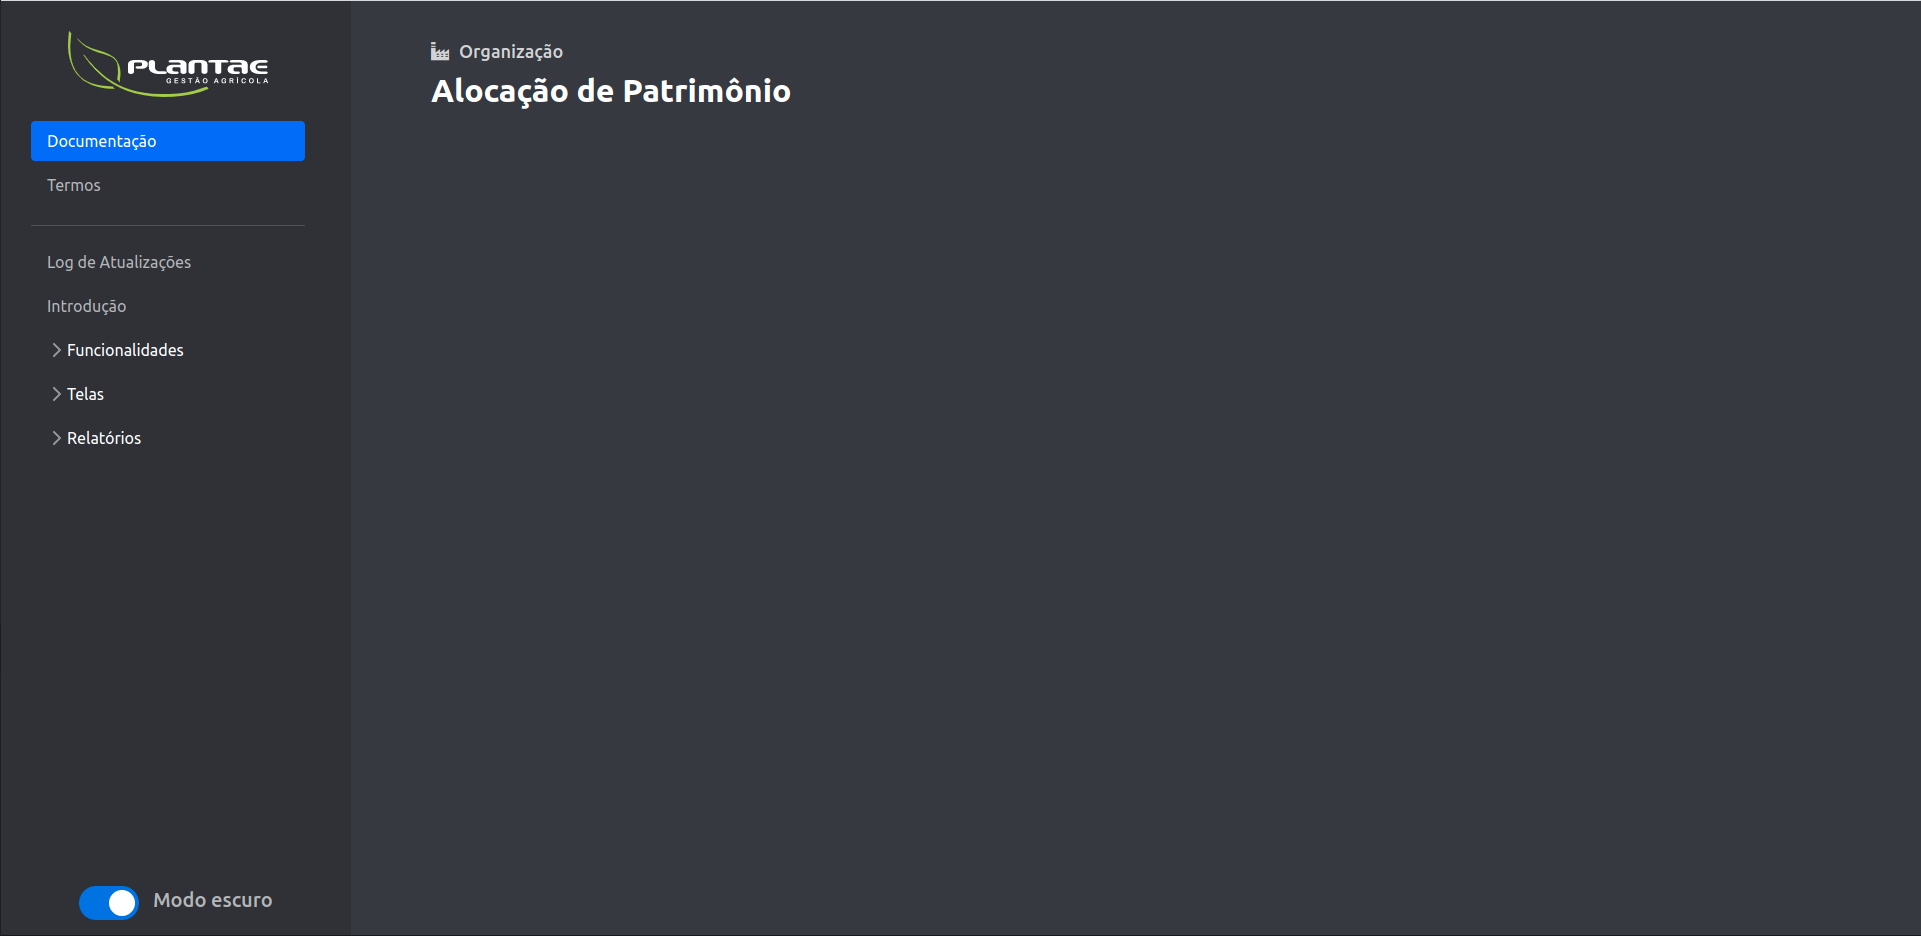 PLANTAE
GESTÃO AGRÍCOLA
Documentação
Termos
Log de Atualizações
Introdução
Funcionalidades
Telas
Relatórios
Modo escuro
Organização
Alocação de Patrimônio